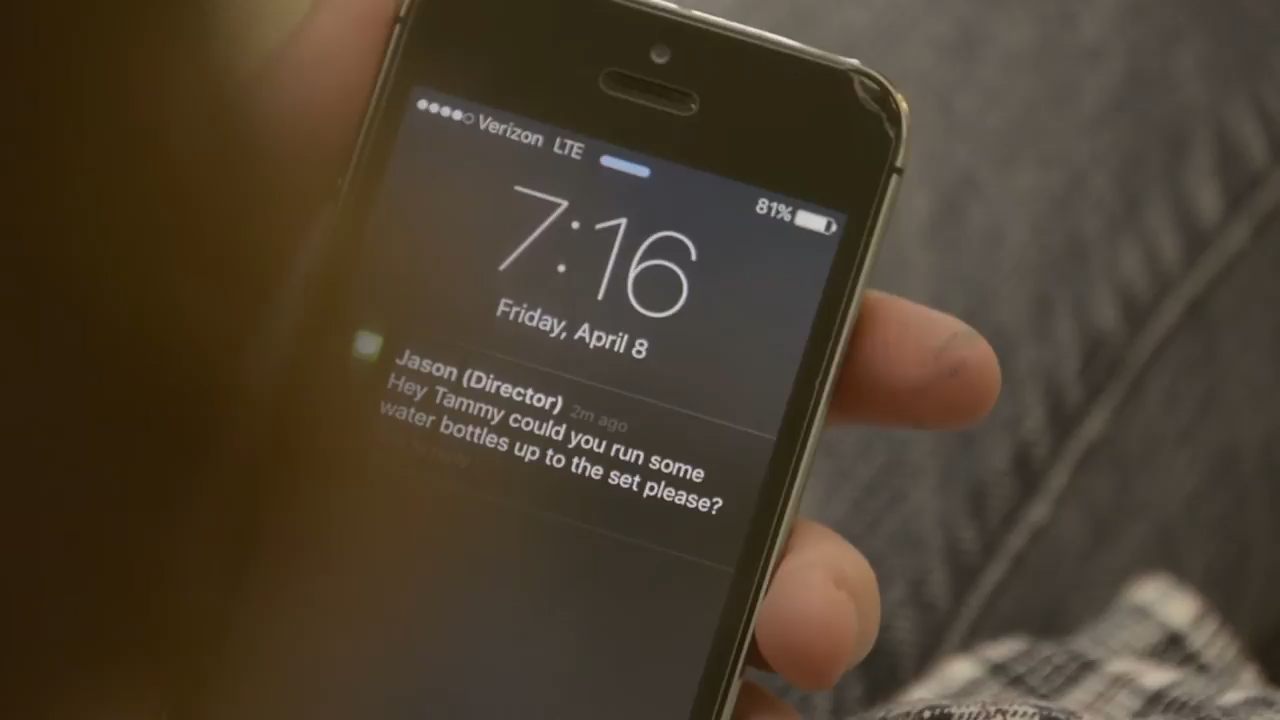 Verizon LTE
81%
7:16
Friday, April 8
Jason (Director) 2m ago
Hey Tammy could you run some
water bottles up to the set please?